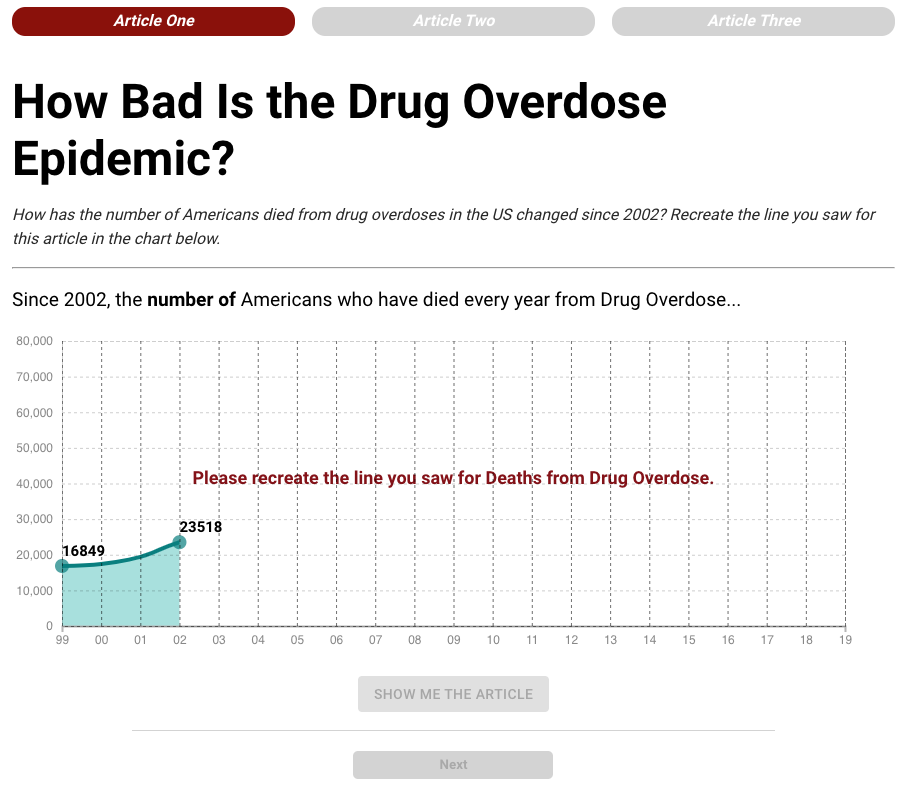 Article One
Article Two
Article Three
How Bad Is the Drug Overdose
Epidemic?
How has the number of Americans died from drug overdoses in the US changed since 2002? Recreate the line you saw for
this article in the chart below.
Since 2002, the number of Americans who have died every year from Drug Overdose...
80,000
70,000
60,000
50,000
40,000
30,000
20,000
10,000
0
Please recreate the line you saw for Deaths from Drug Overdose.
23518
16849
99 00 01 02 03 04 05 06 07 08 09 10 11 12 13 14 15 16 17 18 19
SHOW ME THE ARTICLE
Next